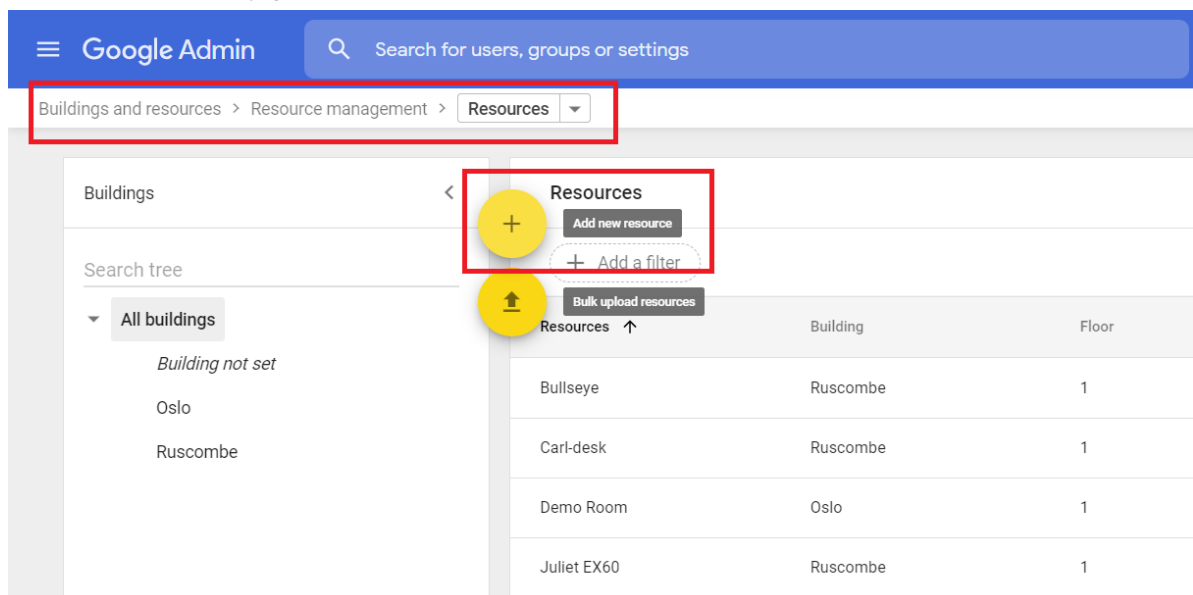 Google Admin
Search for users, groups or settings
Buildings and resources > Resource management > Resources
Buildings
Resources
Add new resource
Search tree
Add a filter
Bulk upload resources
All buildings
Resources
Building
Floor
Building not set
Oslo
Ruscombe
Bullseye Ruscombe 1
Carl-desk Ruscombe 1
Demo Room Oslo 1
Juliet EX60 Ruscombe 1